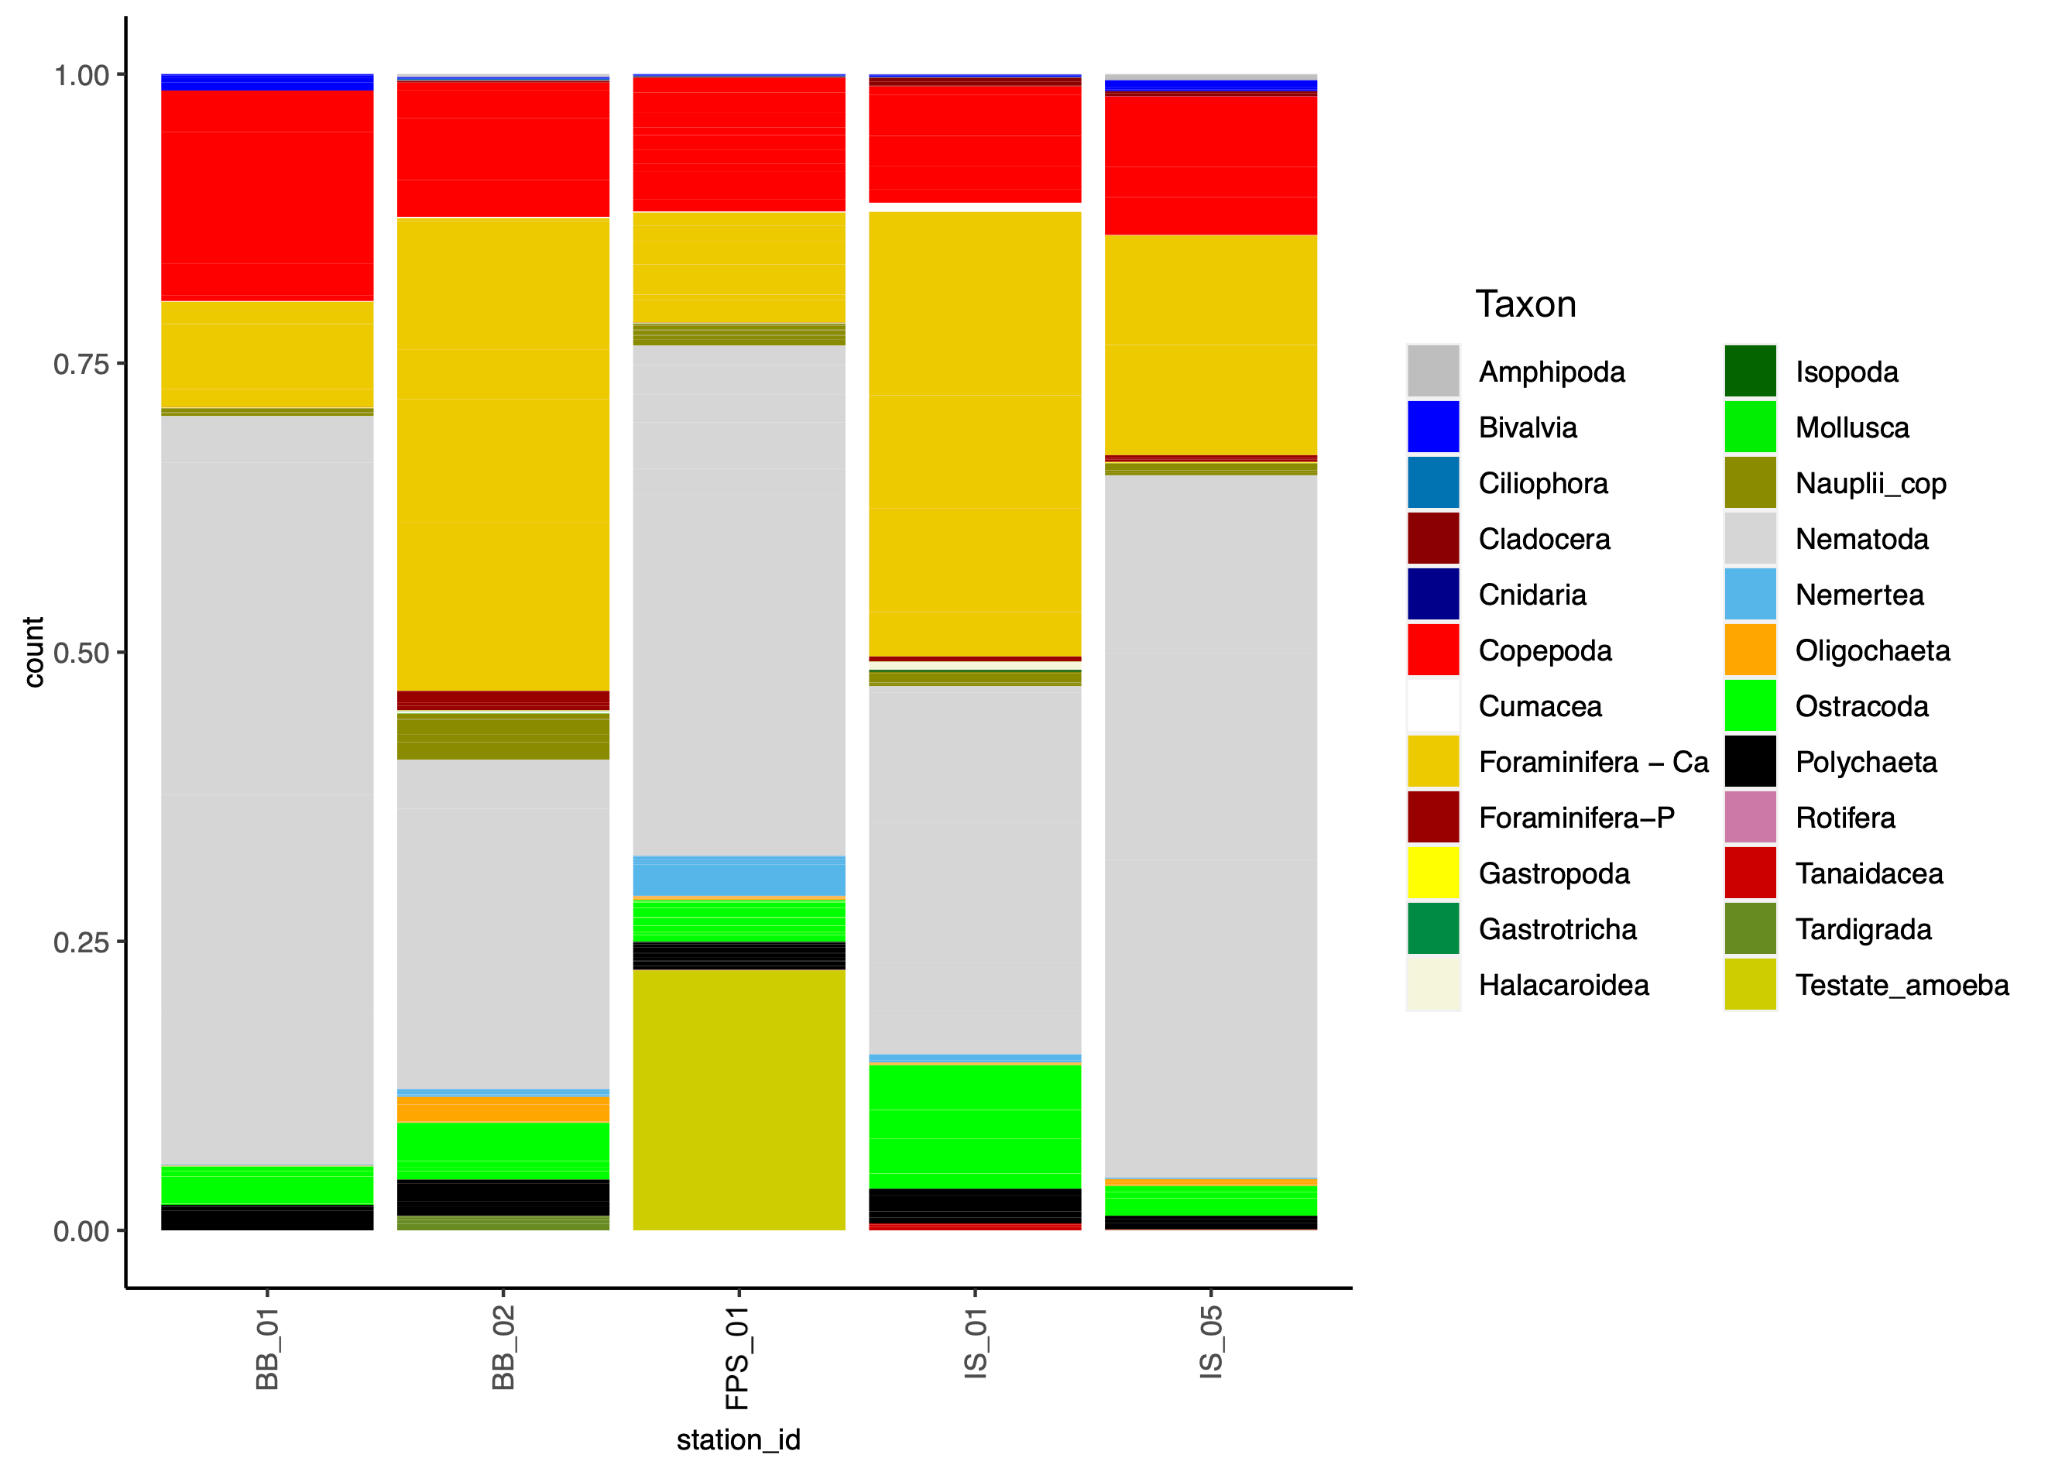 1.00
0.75
0.50
0.25
0.00
count
BB_01
BB_02
FPS_01
IS_01
IS_05
station_id
Taxon
Amphipoda
Bivalvia
Ciliophora
Cladocera
Cnidaria
Copepoda
Cumacea
Foraminifera – Ca
Foraminifera–P
Gastropoda
Gastrotricha
Halacaroidea
Isopoda
Mollusca
Nauplii_cop
Nematoda
Nemertea
Oligochaeta
Ostracoda
Polychaeta
Rotifera
Tanaidacea
Tardigrada
Testate_amoeba